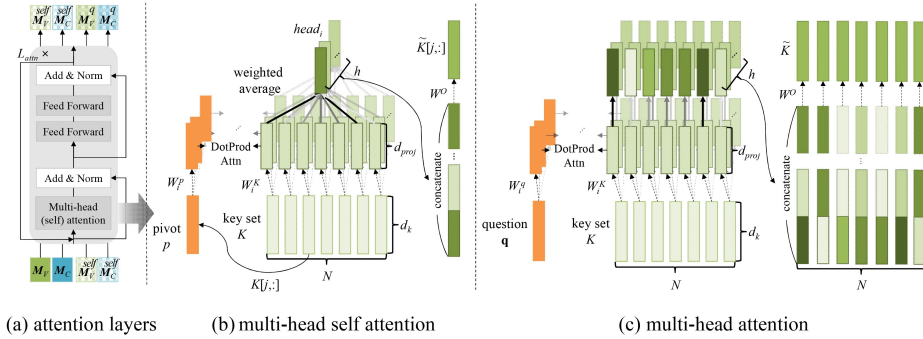 self self q q
M_V M_C M_V M_C
L_attn ×
Add & Norm
Feed Forward
Feed Forward
Add & Norm
Multi-head
(self) attention
self self
M_V M_C M_V M_C
(a) attention layers
head_i
h
weighted
average
DotProd
Attn
W_i^p
W_i^K
d_proj
pivot
p
key set
K
d_k
K[j,:]
N
K̃[j,:]
W^O
concatenate
(b) multi-head self attention
h
DotProd
Attn
W_i^q
W_i^K
d_proj
question
q
key set
K
d_k
N
K̃
W^O
concatenate
N
(c) multi-head attention